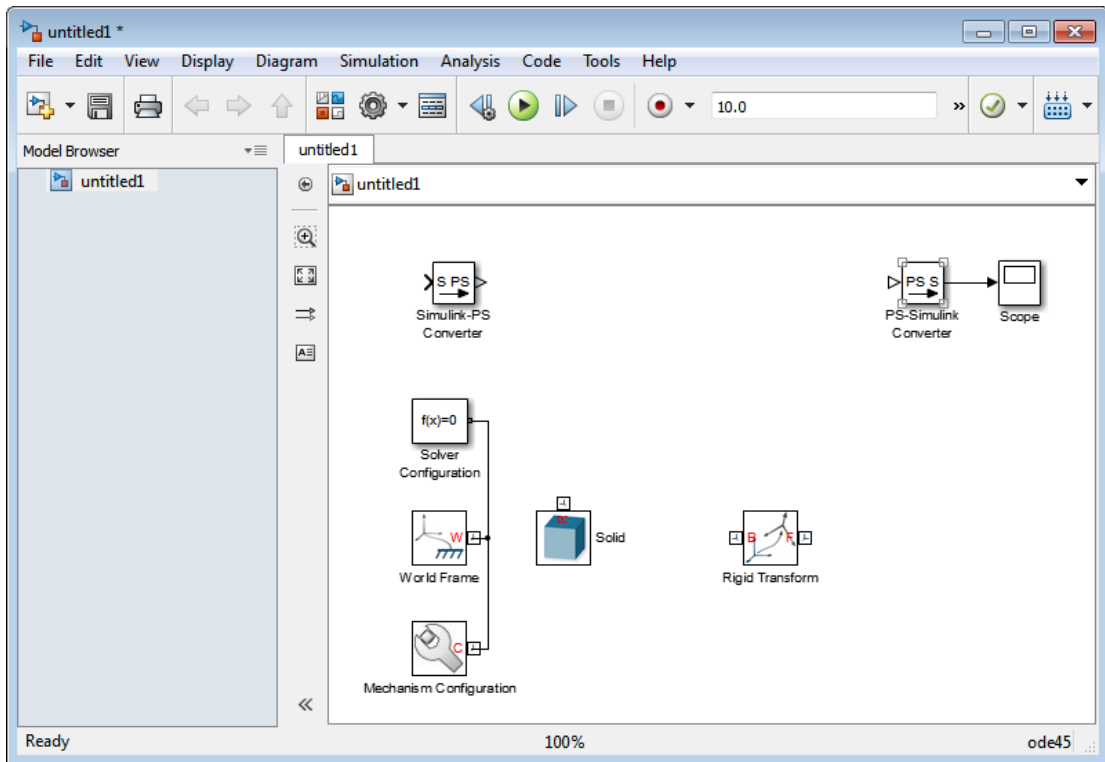 untitled1 *
File Edit View Display Diagram Simulation Analysis Code Tools Help
10.0 »
Model Browser untitled1
untitled1 untitled1
S PS PS S
Simulink-PS PS-Simulink Scope
Converter Converter
f(x)=0
Solver
Configuration
R
W Solid B F
World Frame Rigid Transform
C
Mechanism Configuration
Ready 100% ode45